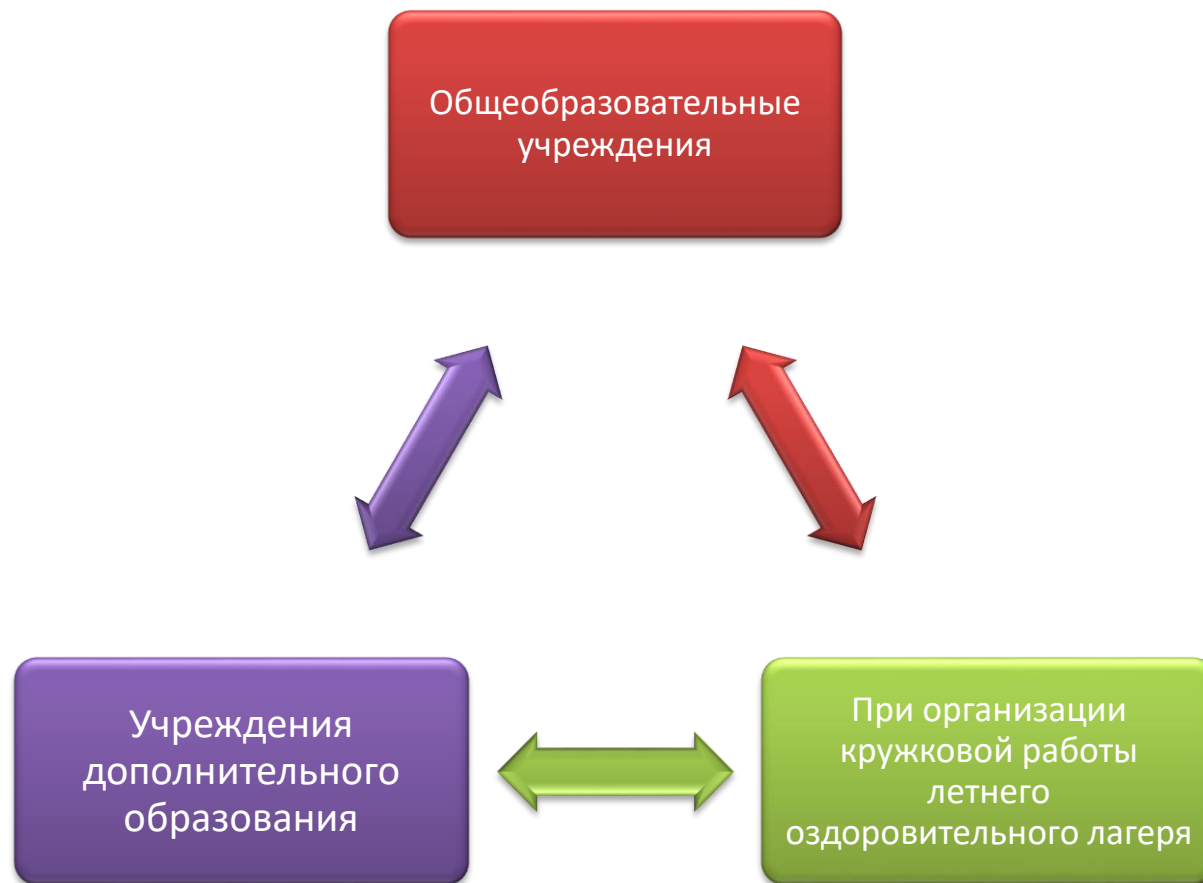 Общеобразовательные
учреждения
Учреждения
дополнительного
образования
При организации
кружковой работы
летнего
оздоровительного лагеря